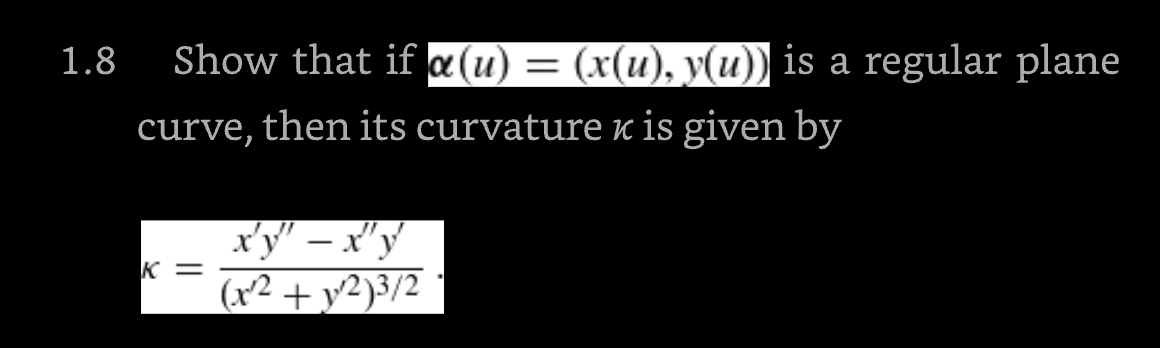 1.8 Show that if α(u) = (x(u), y(u)) is a regular plane
curve, then its curvature κ is given by
κ = x′y″ − x″y′ / (x′² + y′²)³/² .